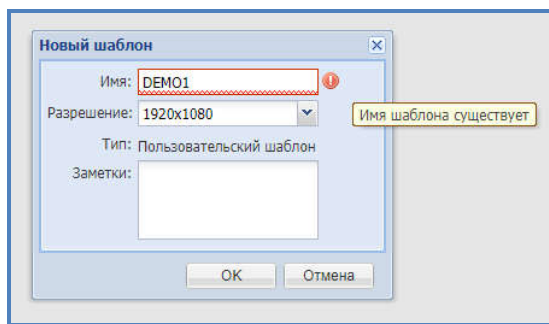 Новый шаблон
Имя: DEMO1
Разрешение: 1920x1080
Имя шаблона существует
Тип: Пользовательский шаблон
Заметки:
OK Отмена